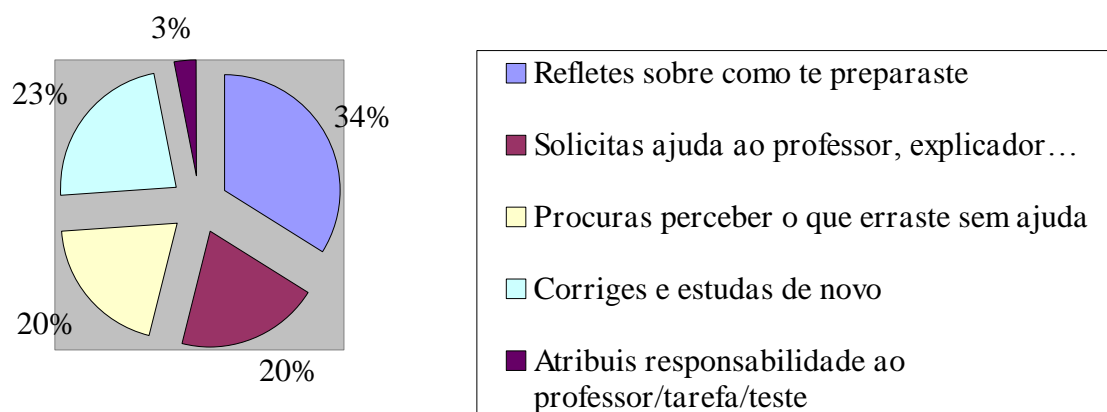 3%
23%
34%
20%
20%
Refletes sobre como te preparaste
Solicitas ajuda ao professor, explicador…
Procuras perceber o que erraste sem ajuda
Corriges e estudas de novo
Atribuis responsabilidade ao
professor/tarefa/teste